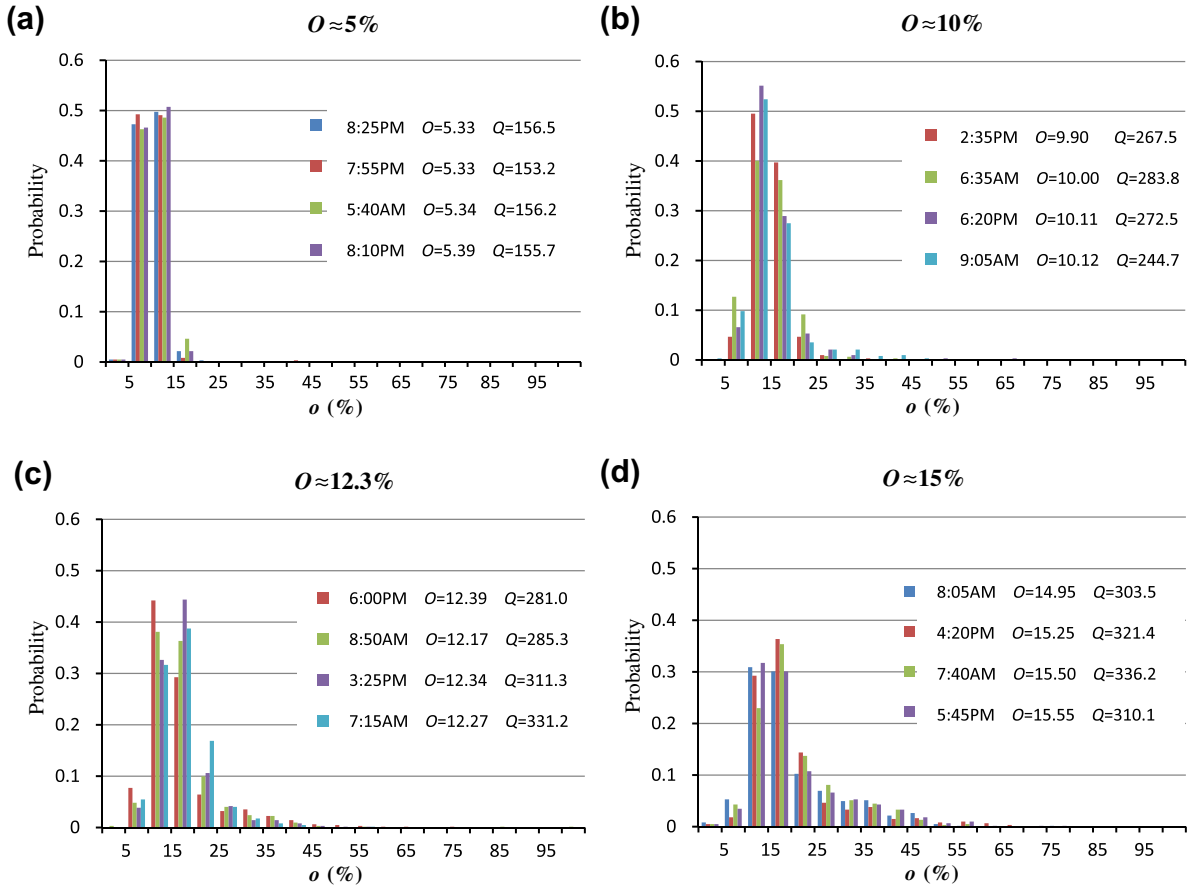 (a)
O≈5%
0.6
0.5
0.4
0.3
0.2
0.1
0
Probability
8:25PM O=5.33 Q=156.5
7:55PM O=5.33 Q=153.2
5:40AM O=5.34 Q=156.2
8:10PM O=5.39 Q=155.7
5 15 25 35 45 55 65 75 85 95
o (%)
(b)
O≈10%
0.6
0.5
0.4
0.3
0.2
0.1
0
Probability
2:35PM O=9.90 Q=267.5
6:35AM O=10.00 Q=283.8
6:20PM O=10.11 Q=272.5
9:05AM O=10.12 Q=244.7
5 15 25 35 45 55 65 75 85 95
o (%)
(c)
O≈12.3%
0.6
0.5
0.4
0.3
0.2
0.1
0
Probability
6:00PM O=12.39 Q=281.0
8:50AM O=12.17 Q=285.3
3:25PM O=12.34 Q=311.3
7:15AM O=12.27 Q=331.2
5 15 25 35 45 55 65 75 85 95
o (%)
(d)
O≈15%
0.6
0.5
0.4
0.3
0.2
0.1
0
Probability
8:05AM O=14.95 Q=303.5
4:20PM O=15.25 Q=321.4
7:40AM O=15.50 Q=336.2
5:45PM O=15.55 Q=310.1
5 15 25 35 45 55 65 75 85 95
o (%)